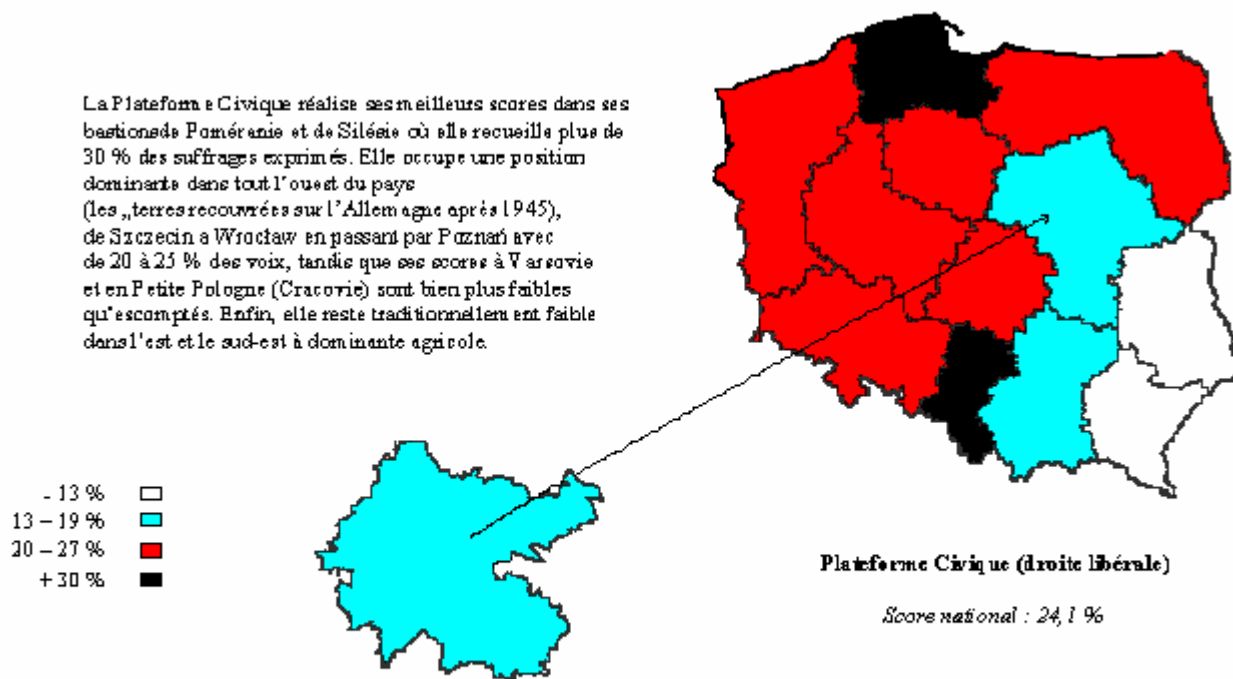 La Plateforme Civique réalise ses meilleurs scores dans ses
bastionsde Poméranie et de Silésie où elle recueille plus de
30 % des suffrages exprimés. Elle occupe une position
dominante dans tout l'ouest du pays
(les „terres recouvrées sur l'Allemagne après 1945),
de Szczecin a Wrocław en passant par Poznań avec
de 20 à 25 % des voix, tandis que ses scores à Varsovie
et en Petite Pologne (Cracovie) sont bien plus faibles
qu'escomptés. Enfin, elle reste traditionnellement faible
dans l'est et le sud-est à dominante agricole.
- 13 %
13 – 19 %
20 – 27 %
+ 30 %
Plateforme Civique (droite libérale)
Score national : 24,1 %